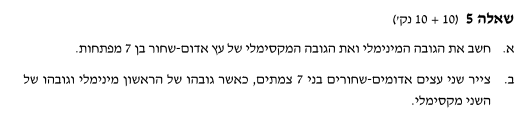 שאלה 5 (10 + 10 נק')
א. חשב את הגובה המינימלי ואת הגובה המקסימלי של עץ אדום-שחור בן 7 מפתחות.
ב. צייר שני עצים אדומים-שחורים בני 7 צמתים, כאשר גובהו של הראשון מינימלי וגובהו של
השני מקסימלי.